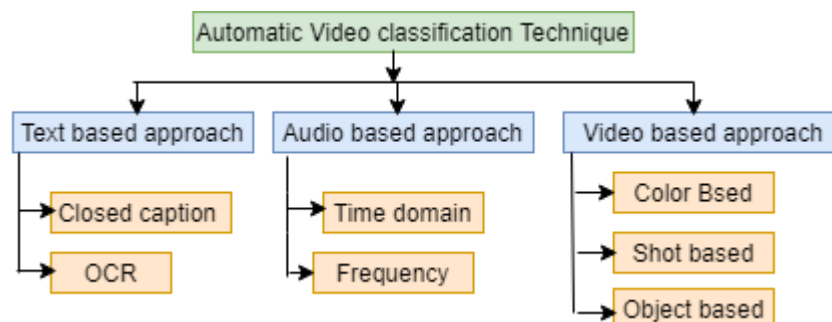 Automatic Video classification Technique
Text based approach
Audio based approach
Video based approach
Closed caption
OCR
Time domain
Frequency
Color Bsed
Shot based
Object based